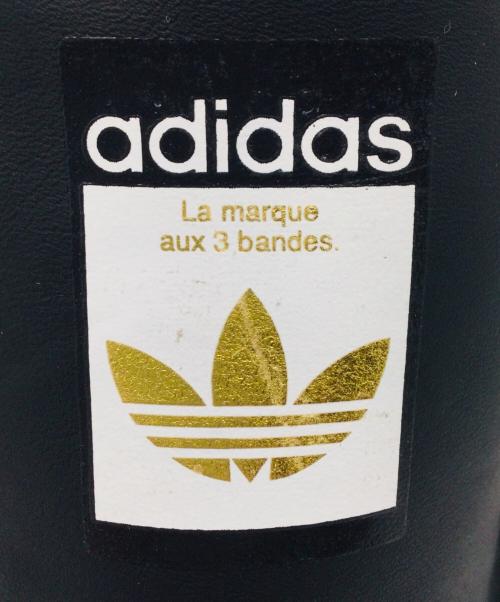 adidas
La marque
aux 3 bandes.